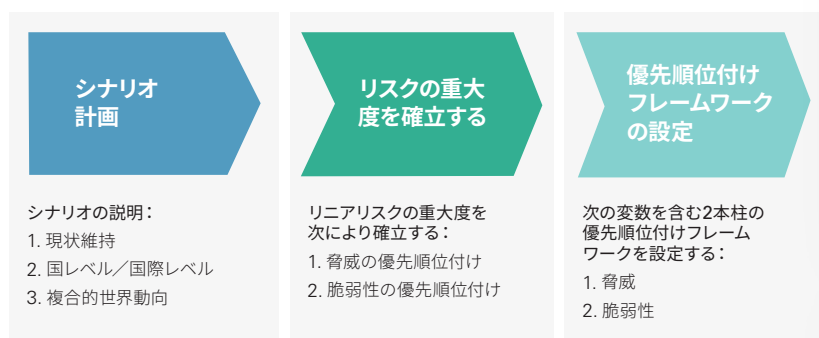 シナリオ
計画
シナリオの説明：
1. 現状維持
2. 国レベル／国際レベル
3. 複合的世界動向
リスクの重大
度を確立する
リニアリスクの重大度を
次により確立する：
1. 脅威の優先順位付け
2. 脆弱性の優先順位付け
優先順位付け
フレームワーク
の設定
次の変数を含む2本柱の
優先順位付けフレーム
ワークを設定する：
1. 脅威
2. 脆弱性